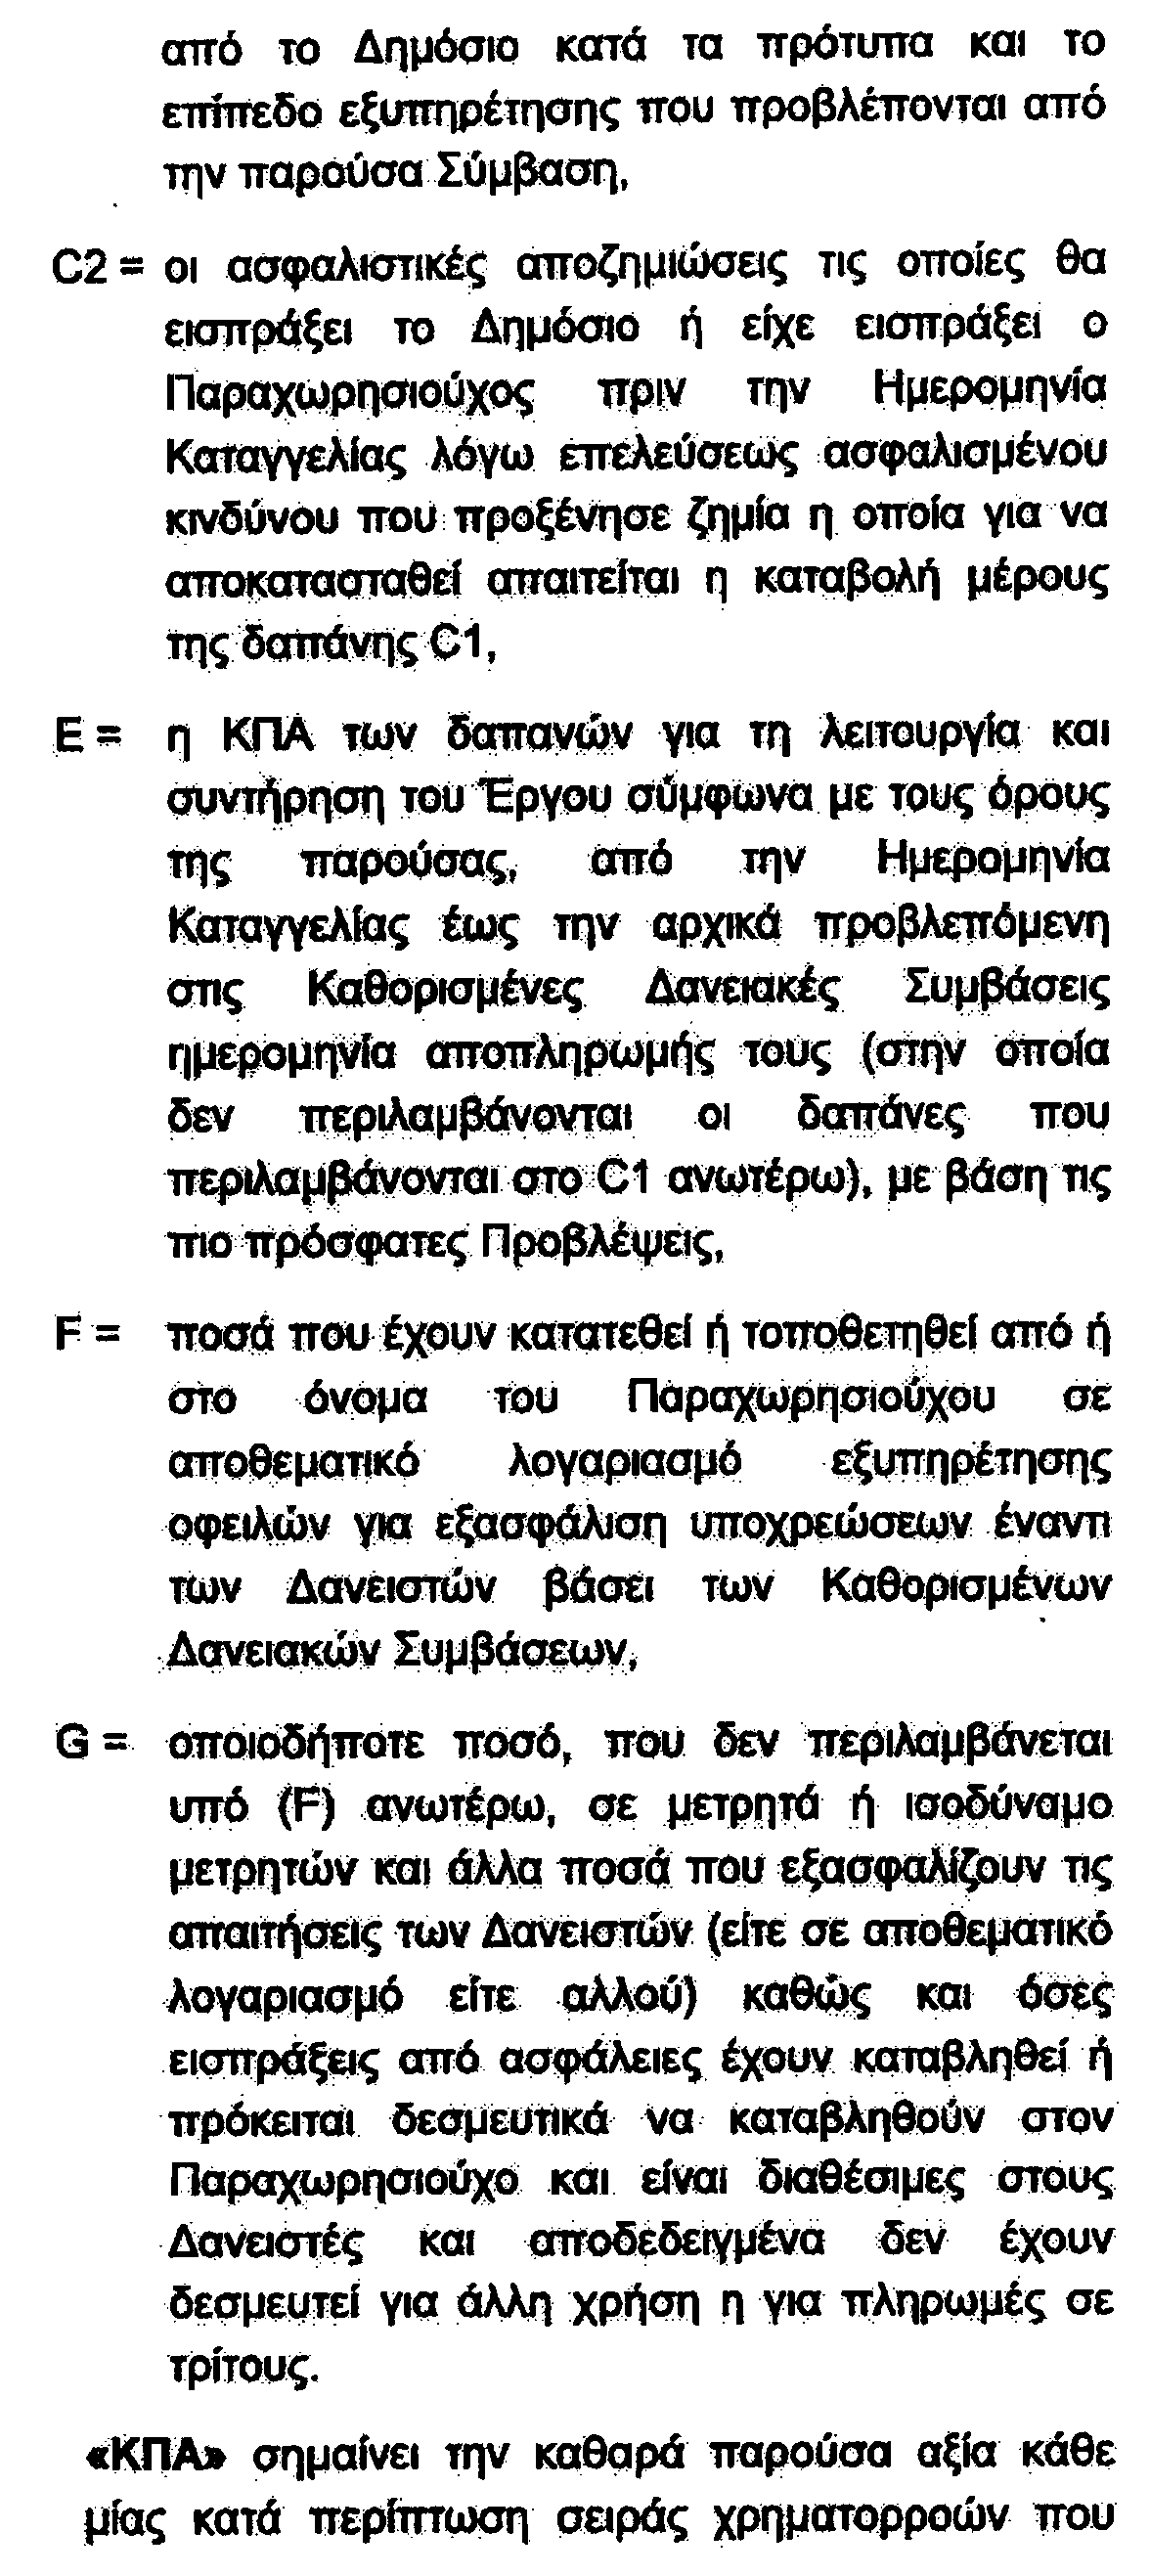 από το Δημόσιο κατά τα πρότυπα και το
επίπεδο εξυπηρέτησης που προβλέπονται από
την παρούσα Σύμβαση,
C2 = οι ασφαλιστικές αποζημιώσεις τις οποίες θα
εισπράξει το Δημόσιο ή είχε εισπράξει ο
Παραχωρησιούχος πριν την Ημερομηνία
Καταγγελίας λόγω επελεύσεως ασφαλισμένου
κινδύνου που προξένησε ζημία η οποία για να
αποκατασταθεί απαιτείται η καταβολή μέρους
της δαπάνης C1,
E = η ΚΠΑ των δαπανών για τη λειτουργία και
συντήρηση του Έργου σύμφωνα με τους όρους
της παρούσας, από την Ημερομηνία
Καταγγελίας έως την αρχικά προβλεπόμενη
στις Καθορισμένες Δανειακές Συμβάσεις
ημερομηνία αποπληρωμής τους (στην οποία
δεν περιλαμβάνονται οι δαπάνες που
περιλαμβάνονται στο C1 ανωτέρω), με βάση τις
πιο πρόσφατες Προβλέψεις,
F = ποσά που έχουν κατατεθεί ή τοποθετηθεί από ή
στο όνομα του Παραχωρησιούχου σε
αποθεματικό λογαριασμό εξυπηρέτησης
οφειλών για εξασφάλιση υποχρεώσεων έναντι
των Δανειστών βάσει των Καθορισμένων
Δανειακών Συμβάσεων,
G = οποιοδήποτε ποσό, που δεν περιλαμβάνεται
υπό (F) ανωτέρω, σε μετρητά ή ισοδύναμο
μετρητών και άλλα ποσά που εξασφαλίζουν τις
απαιτήσεις των Δανειστών (είτε σε αποθεματικό
λογαριασμό είτε αλλού) καθώς και όσες
εισπράξεις από ασφάλειες έχουν καταβληθεί ή
πρόκειται δεσμευτικά να καταβληθούν στον
Παραχωρησιούχο και είναι διαθέσιμες στους
Δανειστές και αποδεδειγμένα δεν έχουν
δεσμευτεί για άλλη χρήση η για πληρωμές σε
τρίτους.
«ΚΠΑ» σημαίνει την καθαρά παρούσα αξία κάθε
μίας κατά περίπτωση σειράς χρηματορροών που